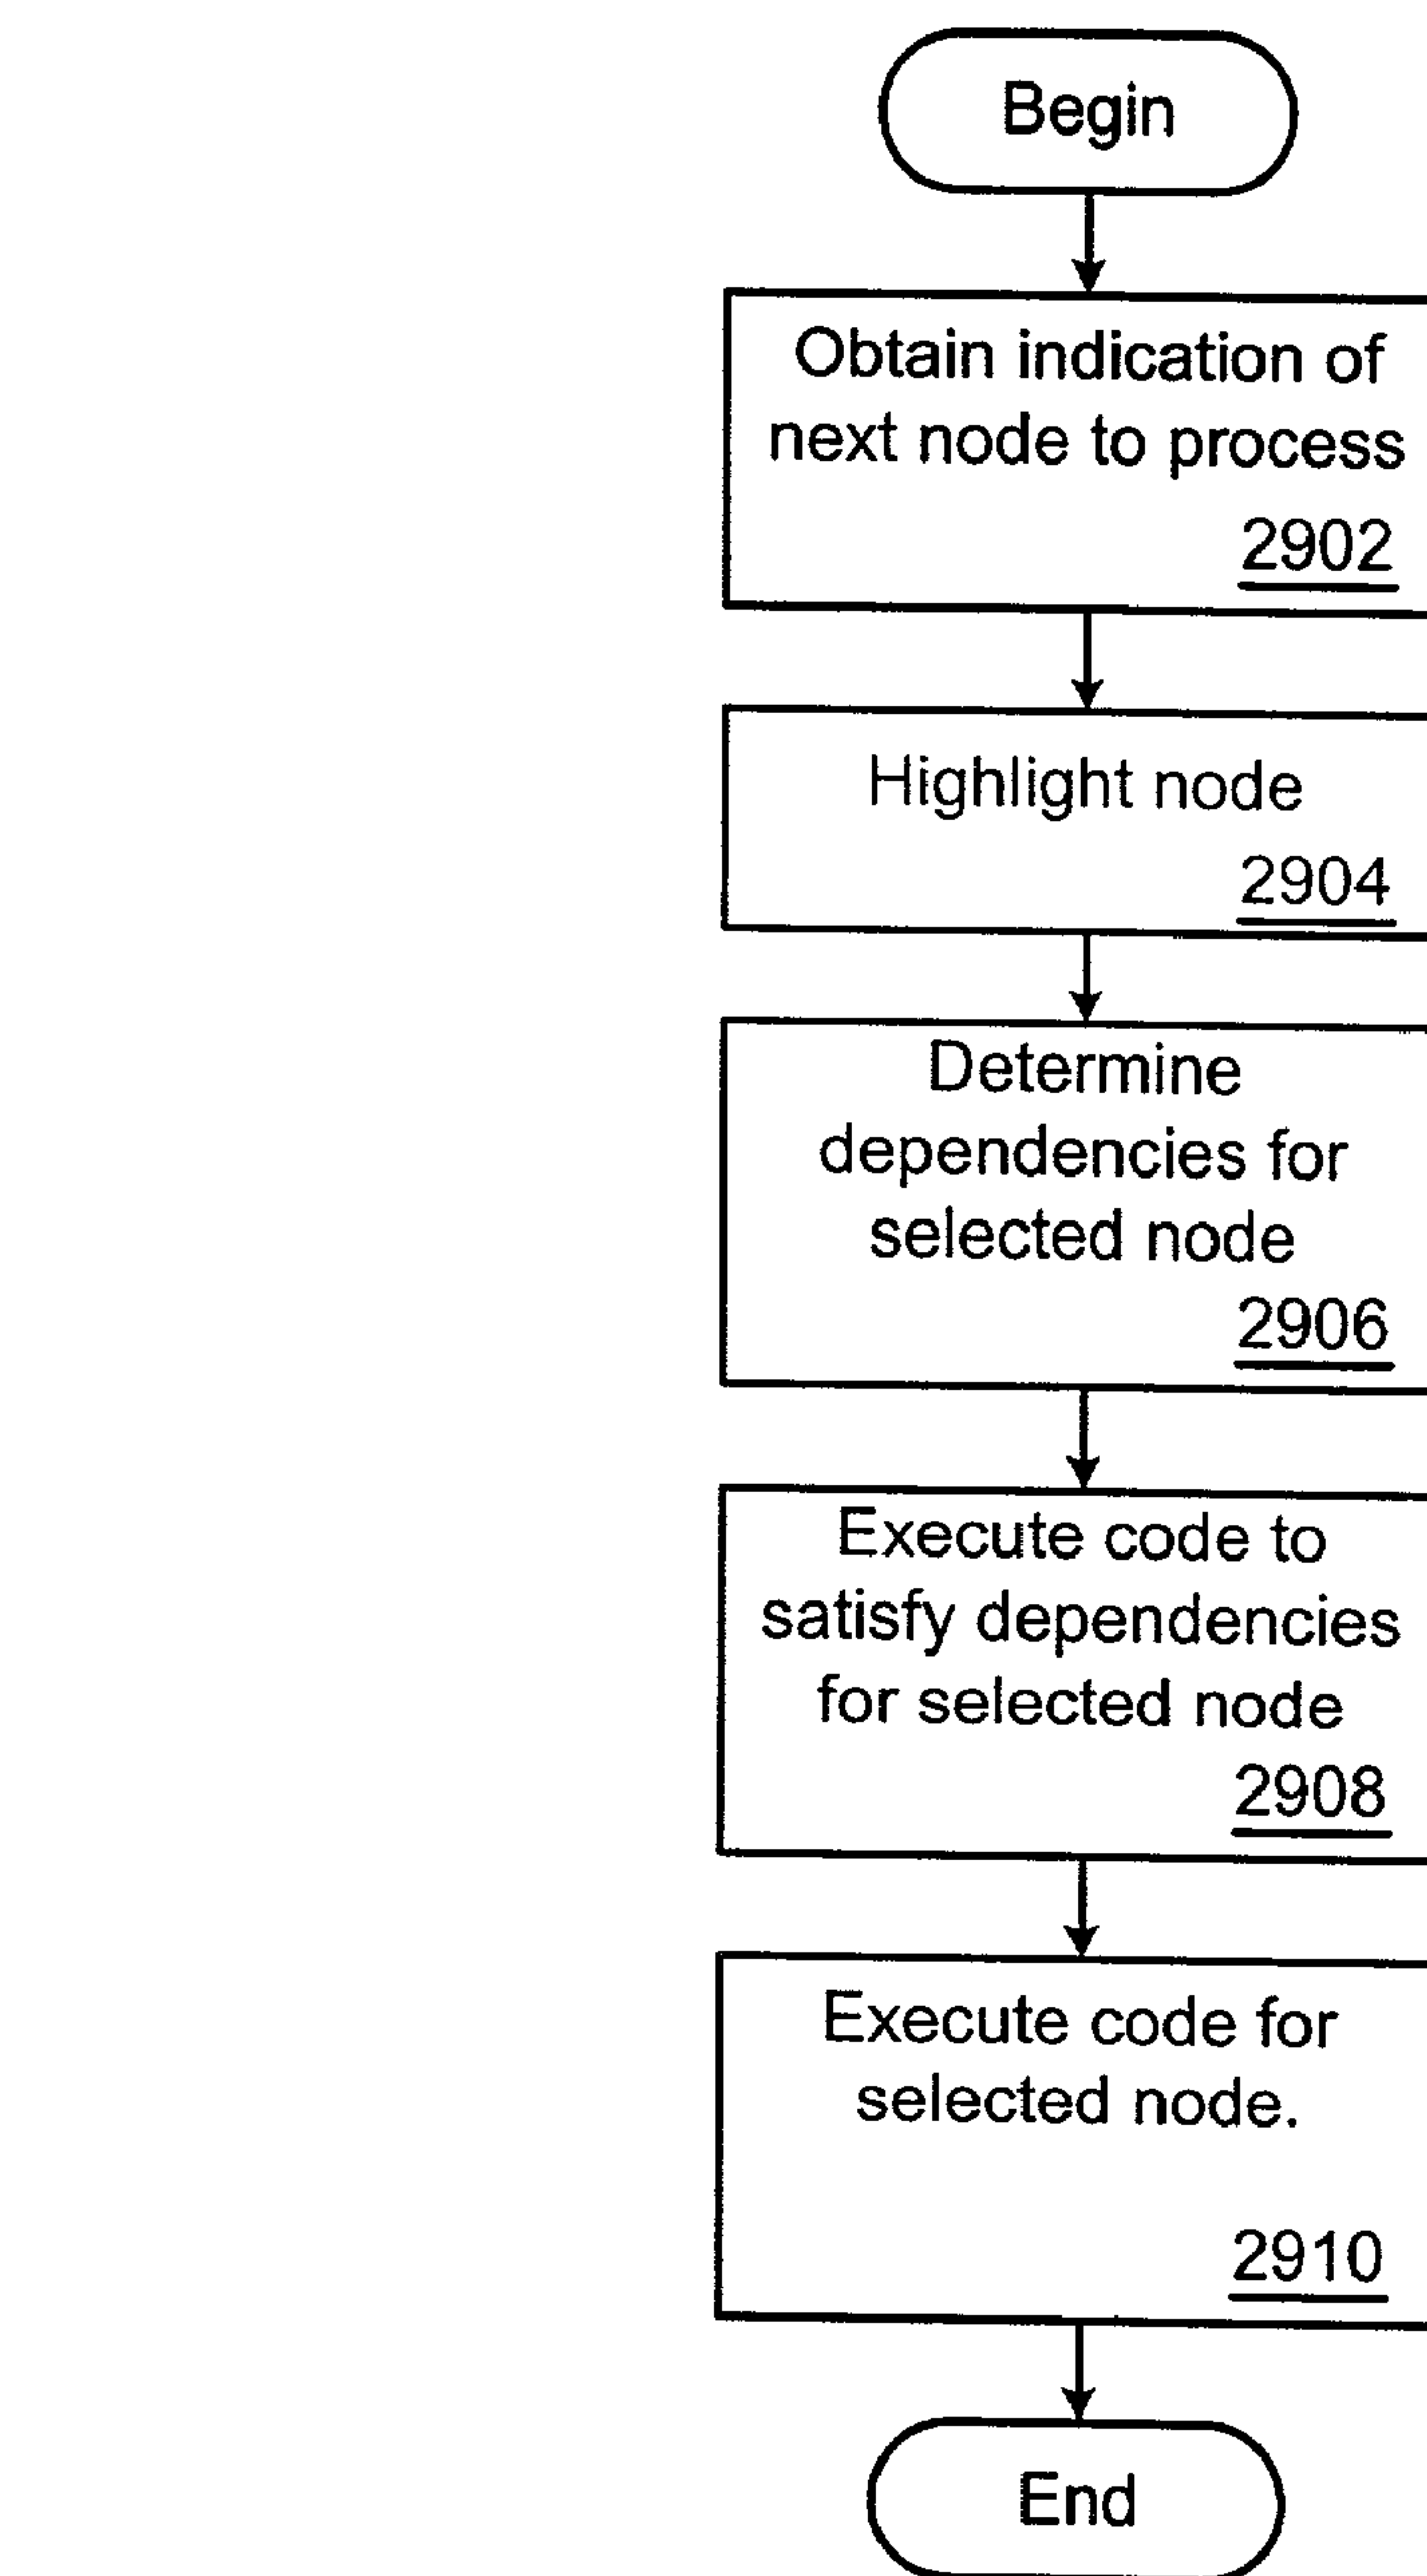 Begin
Obtain indication of
next node to process
2902
Highlight node
2904
Determine
dependencies for
selected node
2906
Execute code to
satisfy dependencies
for selected node
2908
Execute code for
selected node.
2910
End